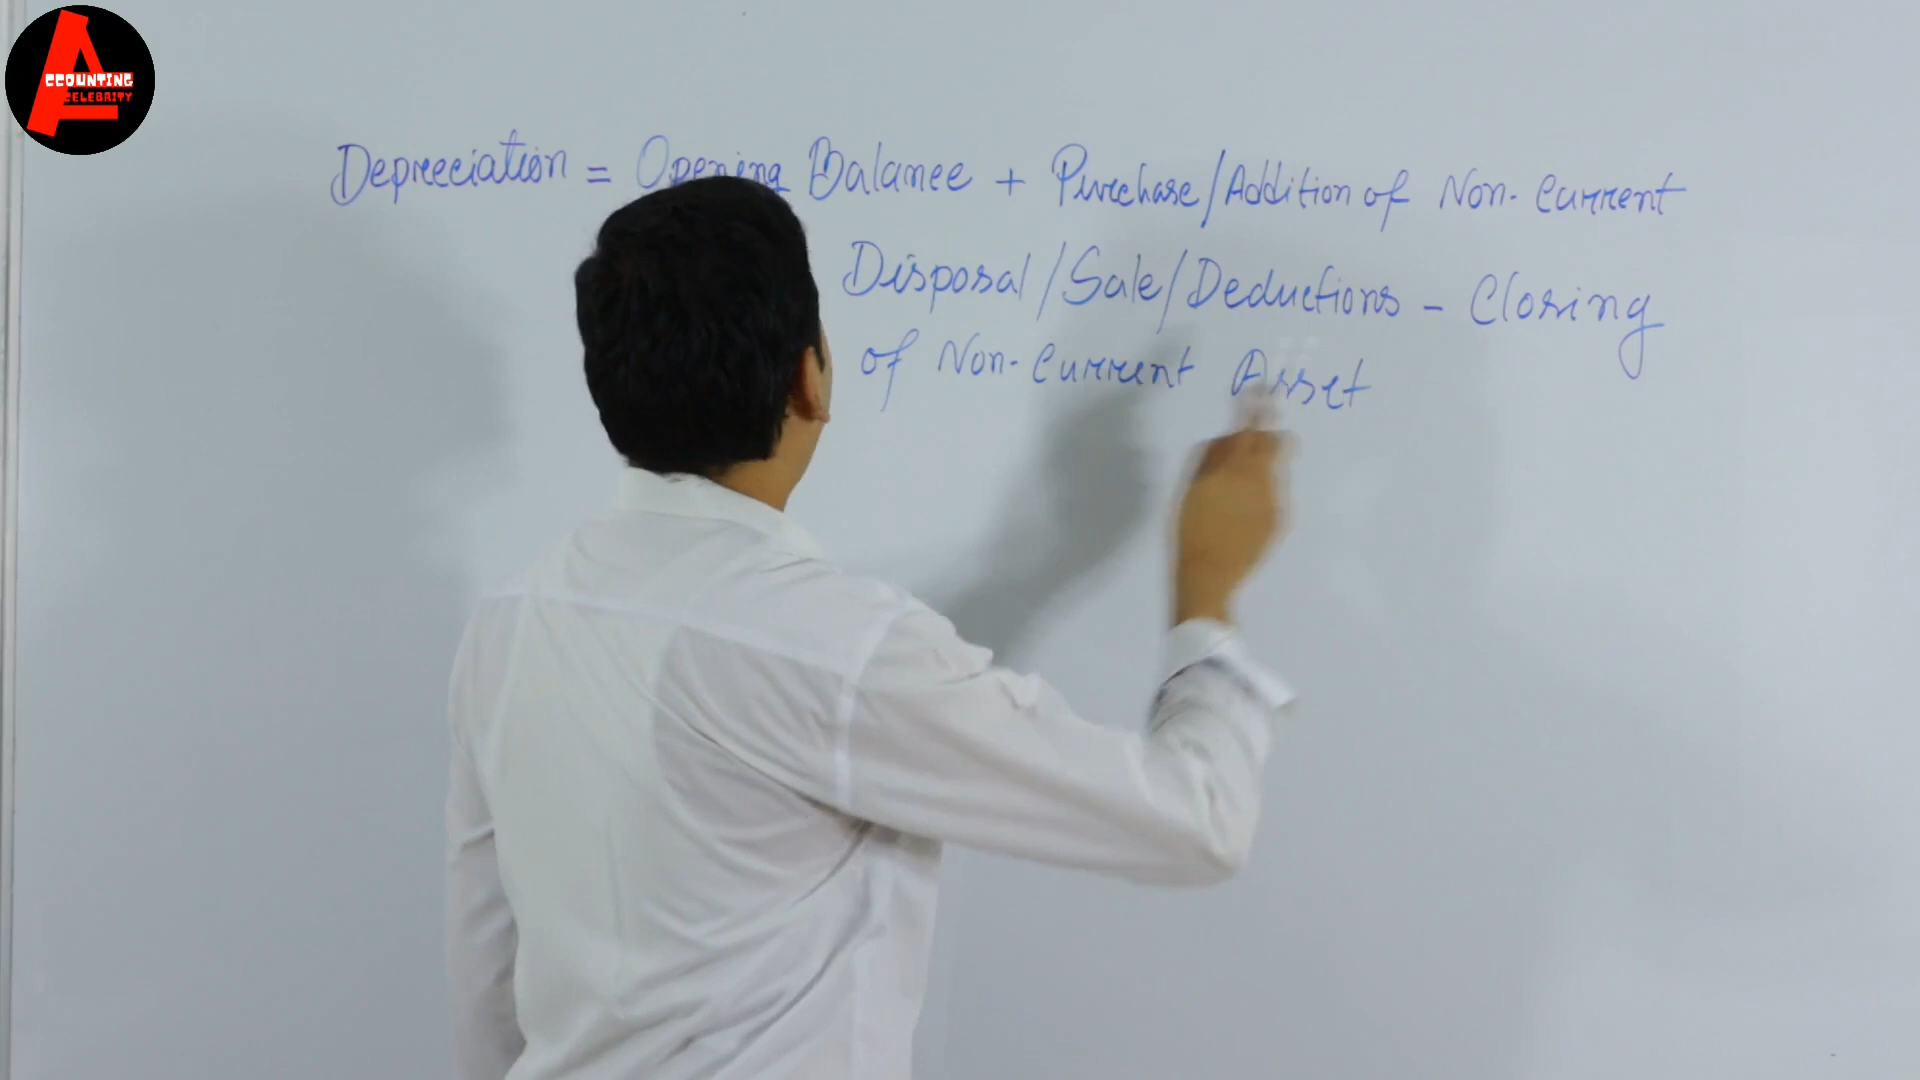 ACCOUNTING
CELEBRITY
Depreciation = Opening Balance + Purchase/Addition of Non-Current
Disposal/Sale/Deductions - Closing
of Non-Current Asset